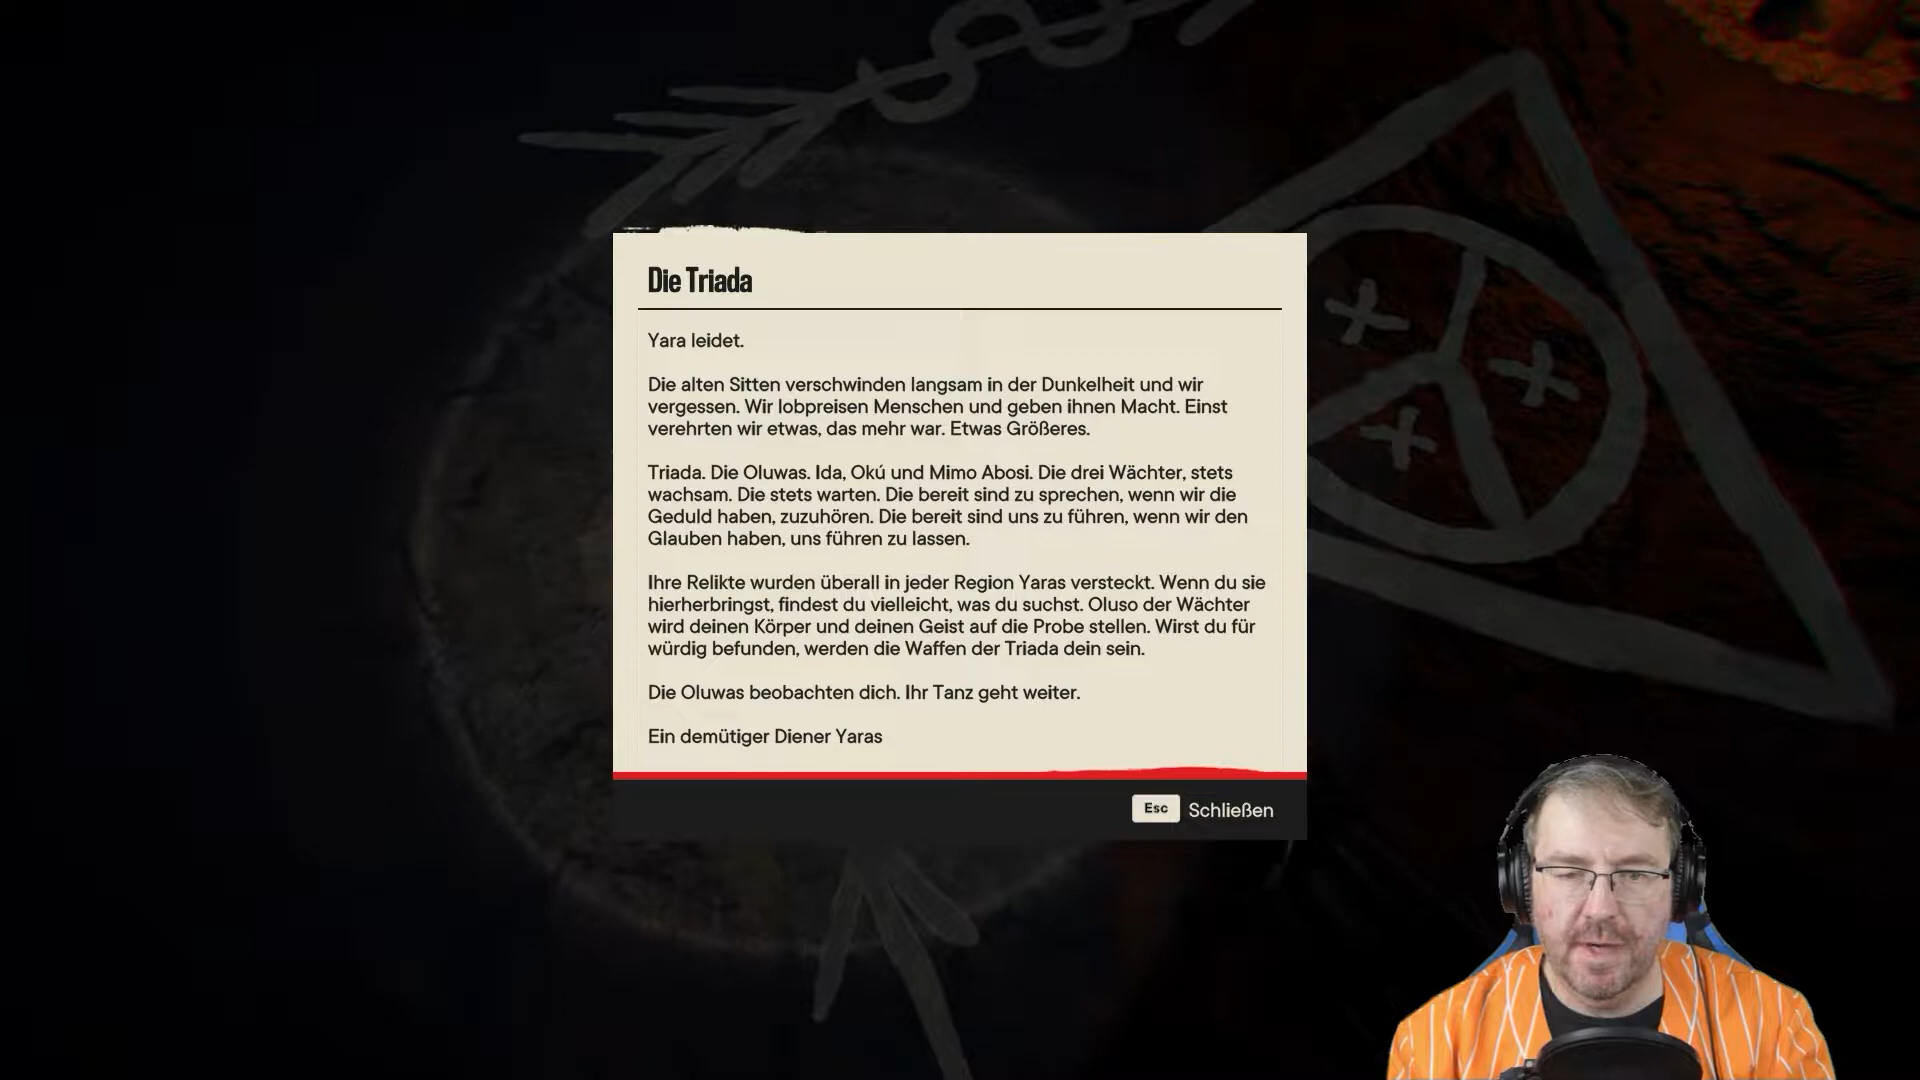 Die Triada
Yara leidet.
Die alten Sitten verschwinden langsam in der Dunkelheit und wir
vergessen. Wir lobpreisen Menschen und geben ihnen Macht. Einst
verehrten wir etwas, das mehr war. Etwas Größeres.
Triada. Die Oluwas. Ida, Okú und Mimo Abosi. Die drei Wächter, stets
wachsam. Die stets warten. Die bereit sind zu sprechen, wenn wir die
Geduld haben, zuzuhören. Die bereit sind uns zu führen, wenn wir den
Glauben haben, uns führen zu lassen.
Ihre Relikte wurden überall in jeder Region Yaras versteckt. Wenn du sie
hierherbringst, findest du vielleicht, was du suchst. Oluso der Wächter
wird deinen Körper und deinen Geist auf die Probe stellen. Wirst du für
würdig befunden, werden die Waffen der Triada dein sein.
Die Oluwas beobachten dich. Ihr Tanz geht weiter.
Ein demütiger Diener Yaras
Esc Schließen